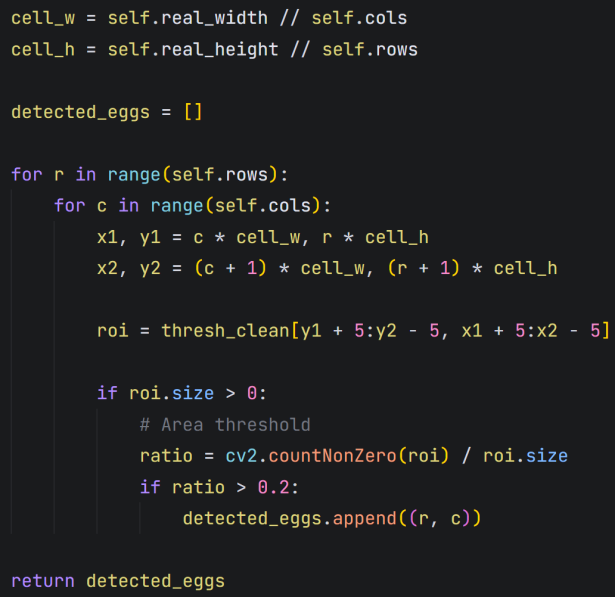 cell_w = self.real_width // self.cols
cell_h = self.real_height // self.rows

detected_eggs = []

for r in range(self.rows):
    for c in range(self.cols):
        x1, y1 = c * cell_w, r * cell_h
        x2, y2 = (c + 1) * cell_w, (r + 1) * cell_h

        roi = thresh_clean[y1 + 5:y2 - 5, x1 + 5:x2 - 5]

        if roi.size > 0:
            # Area threshold
            ratio = cv2.countNonZero(roi) / roi.size
            if ratio > 0.2:
                detected_eggs.append((r, c))

return detected_eggs